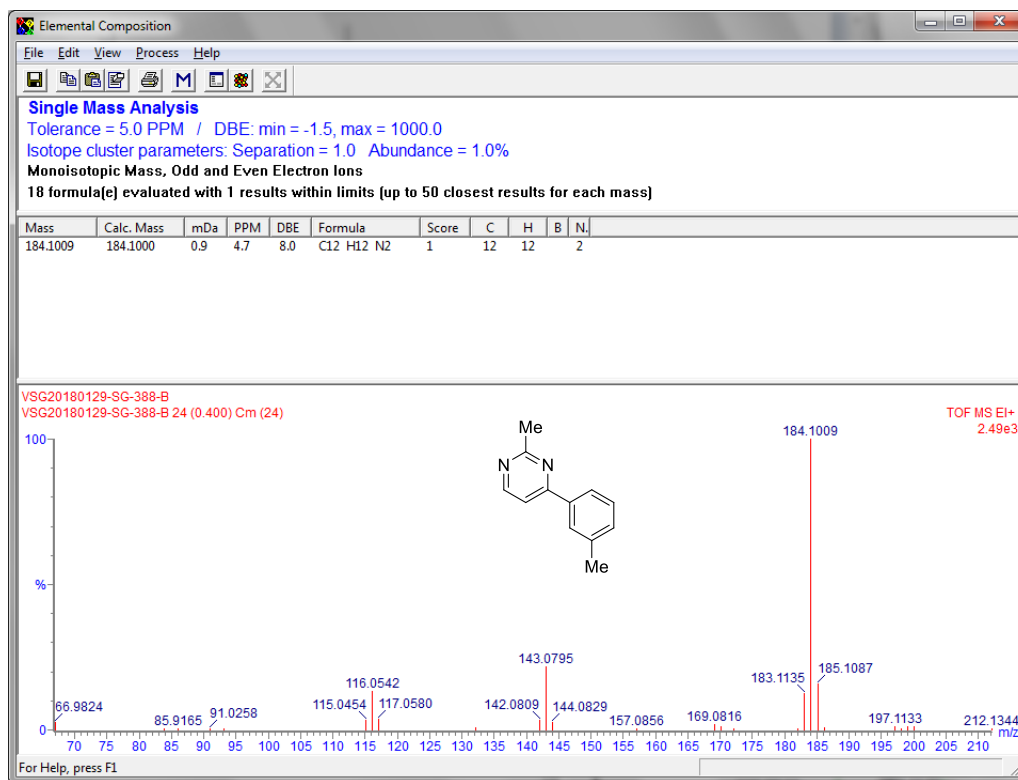 Elemental Composition
File Edit View Process Help
M
Single Mass Analysis
Tolerance = 5.0 PPM / DBE: min = -1.5, max = 1000.0
Isotope cluster parameters: Separation = 1.0 Abundance = 1.0%
Monoisotopic Mass, Odd and Even Electron Ions
18 formula(e) evaluated with 1 results within limits (up to 50 closest results for each mass)
Mass Calc. Mass mDa PPM DBE Formula Score C H B N.
184.1009 184.1000 0.9 4.7 8.0 C12 H12 N2 1 12 12 2
VSG20180129-SG-388-B
VSG20180129-SG-388-B 24 (0.400) Cm (24)
TOF MS EI+
2.49e3
100
184.1009
Me
N N
Me
%
143.0795
183.1135 185.1087
116.0542
115.0454 117.0580 142.0809 144.0829
66.9824 85.9165 91.0258 157.0856 169.0816 197.1133 212.1344
0
m/z
70 75 80 85 90 95 100 105 110 115 120 125 130 135 140 145 150 155 160 165 170 175 180 185 190 195 200 205 210
For Help, press F1